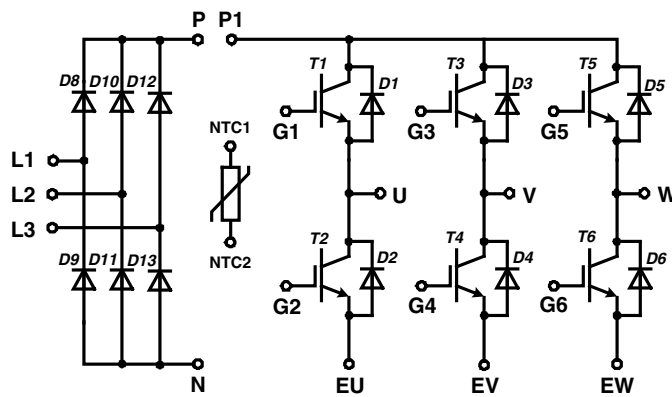 P P1
T1 T3 T5
D8 D10 D12 D1 D3 D5
G1 G3 G5
NTC1
L1
L2 U V W
L3
T2 T4 T6
D9 D11 D13 NTC2 D2 D4 D6
G2 G4 G6
N EU EV EW